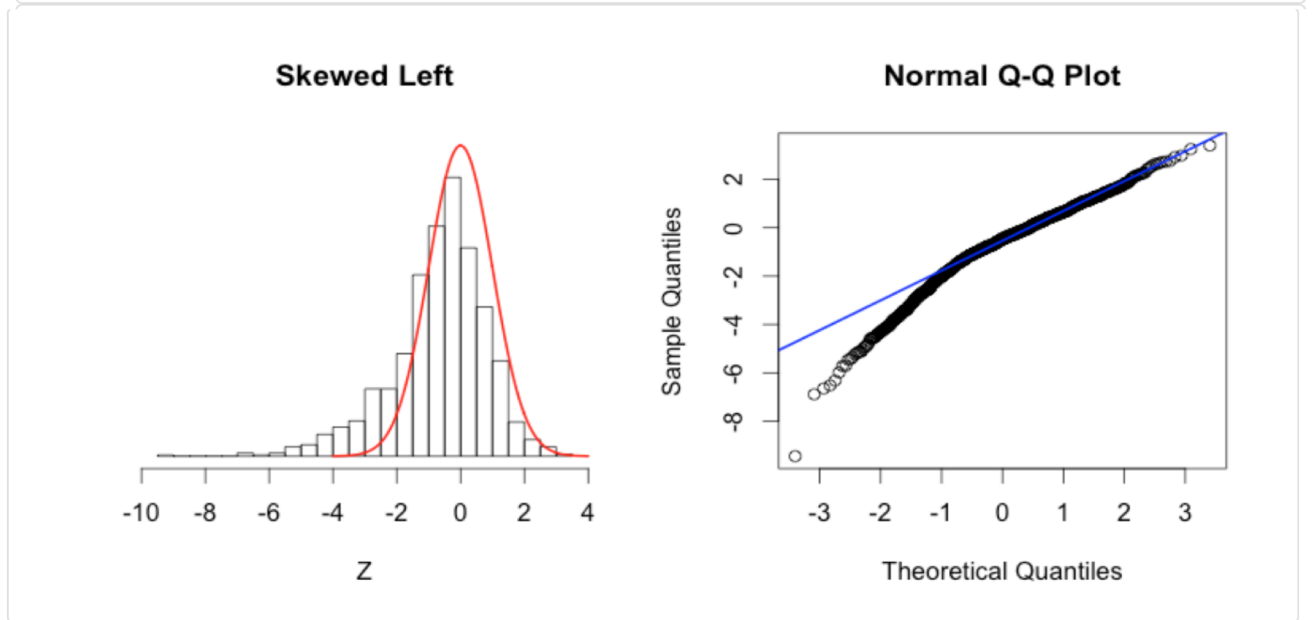 Skewed Left
-10 -8 -6 -4 -2 0 2 4
Z
Normal Q-Q Plot
Sample Quantiles
2
0
-2
-4
-6
-8
-3 -2 -1 0 1 2 3
Theoretical Quantiles